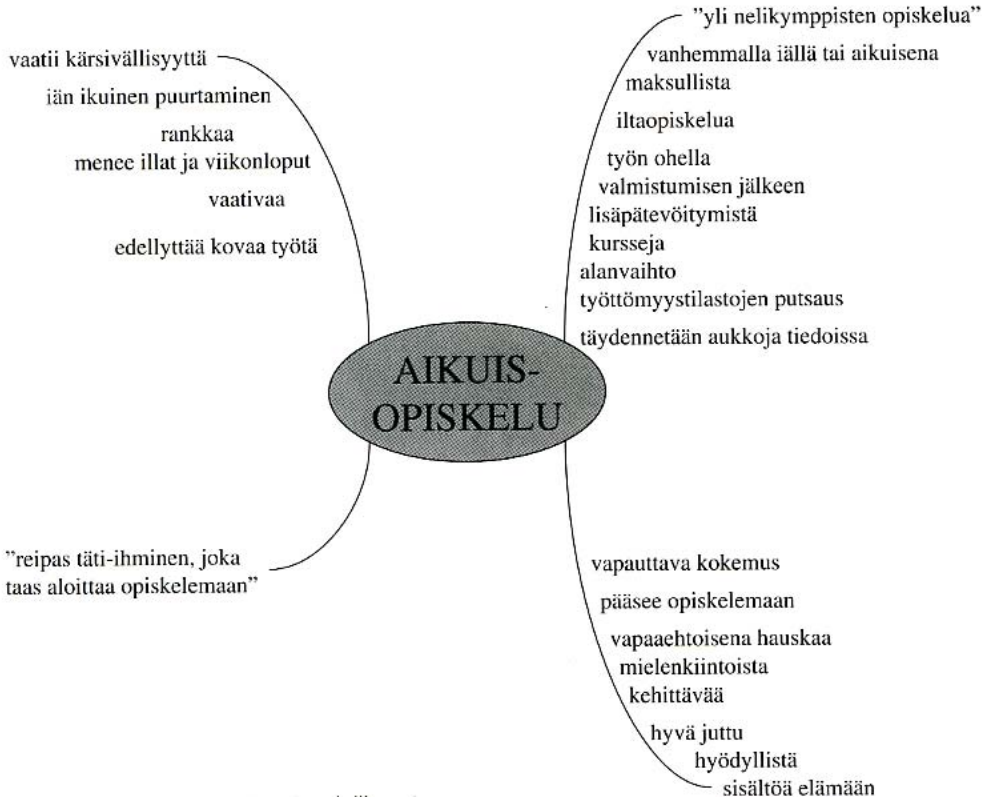 vaatii kärsivällisyyttä
iän ikuinen puurtaminen
rankkaa
menee illat ja viikonloput
vaativaa
edellyttää kovaa työtä
"yli nelikymppisten opiskelua"
vanhemmalla iällä tai aikuisena
maksullista
iltaopiskelua
työn ohella
valmistumisen jälkeen
lisäpätevöitymistä
kursseja
alanvaihto
työttömyystilastojen putsaus
täydennetään aukkoja tiedoissa
AIKUIS-
OPISKELU
"reipas täti-ihminen, joka
taas aloittaa opiskelemaan"
vapauttava kokemus
pääsee opiskelemaan
vapaaehtoisena hauskaa
mielenkiintoista
kehittävää
hyvä juttu
hyödyllistä
sisältöä elämään